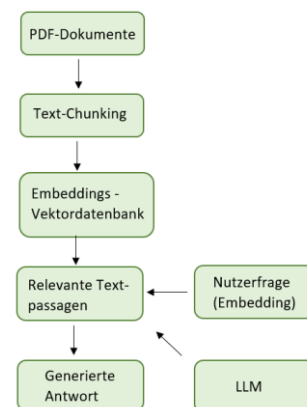 PDF-Dokumente
Text-Chunking
Embeddings -
Vektordatenbank
Relevante Text-
passagen
Nutzerfrage
(Embedding)
Generierte
Antwort
LLM